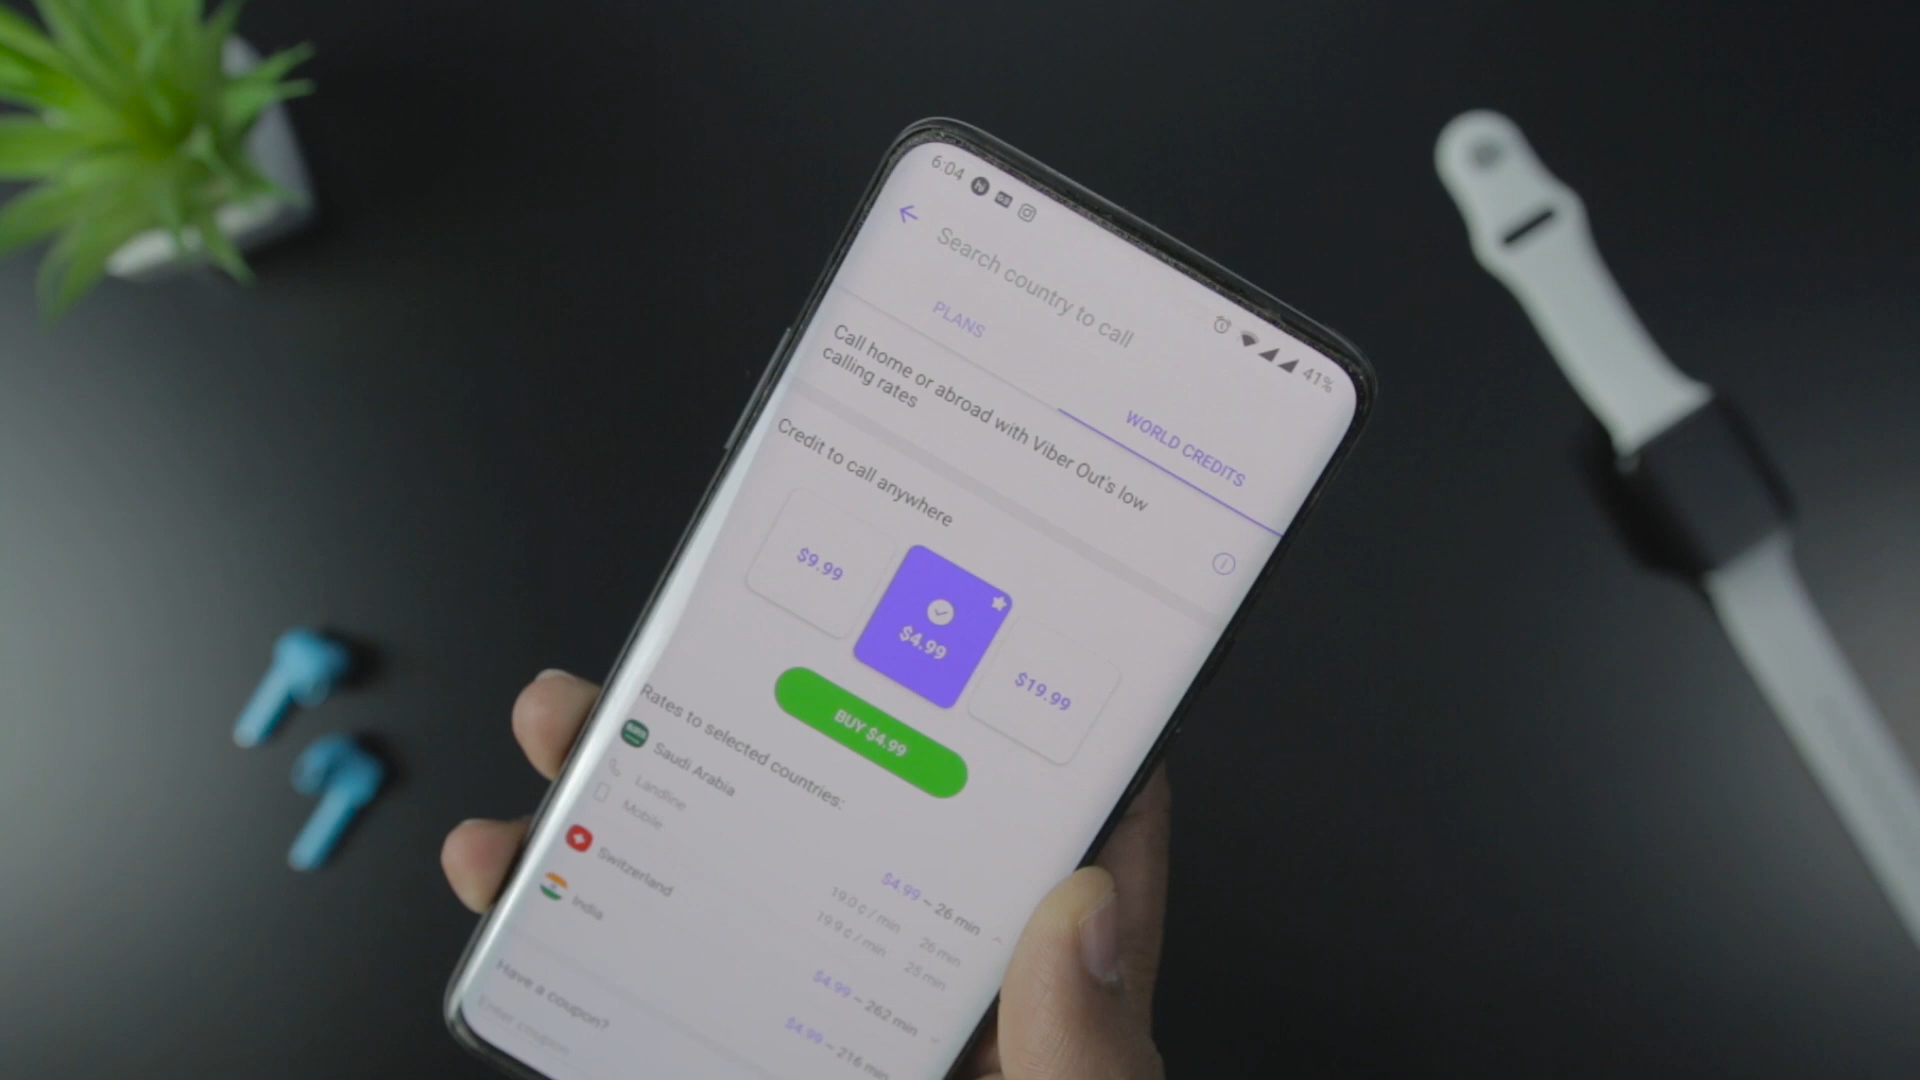 6:04
41%
Search country to call
PLANS
WORLD CREDITS
Call home or abroad with Viber Out's low
calling rates
Credit to call anywhere
$9.99
$4.99
$19.99
BUY $4.99
Rates to selected countries:
Saudi Arabia
$4.99 ~ 26 min
Landline
19.0 ¢ / min
26 min
Mobile
19.9 ¢ / min
25 min
Switzerland
$4.99 ~ 262 min
India
$4.99 ~ 216 min
Have a coupon?
Enter coupon